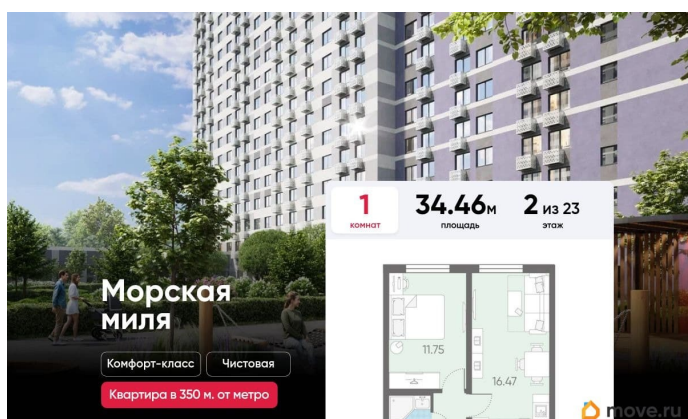 1
комнат
34.46м
площадь
2 из 23
этаж
Морская
миля
Комфорт-класс
Чистовая
Квартира в 350 м. от метро
11.75
16.47
move.ru